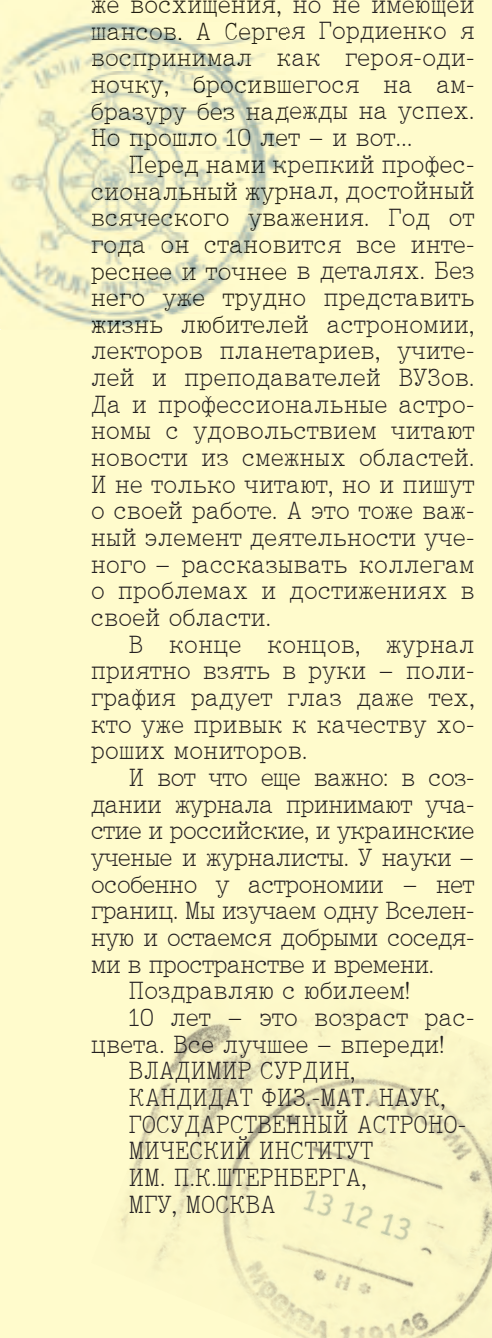 же восхищения, но не имеющей
шансов. А Сергея Гордиенко я
воспринимал как героя-оди-
ночку, бросившегося на ам-
бразуру без надежды на успех.
Но прошло 10 лет – и вот...
Перед нами крепкий профес-
сиональный журнал, достойный
всяческого уважения. Год от
года он становится все инте-
реснее и точнее в деталях. Без
него уже трудно представить
жизнь любителей астрономии,
лекторов планетариев, учите-
лей и преподавателей ВУЗов.
Да и профессиональные астро-
номы с удовольствием читают
новости из смежных областей.
И не только читают, но и пишут
о своей работе. А это тоже важ-
ный элемент деятельности уче-
ного – рассказывать коллегам
о проблемах и достижениях в
своей области.
В конце концов, журнал
приятно взять в руки – поли-
графия радует глаз даже тех,
кто уже привык к качеству хо-
роших мониторов.
И вот что еще важно: в соз-
дании журнала принимают уча-
стие и российские, и украинские
ученые и журналисты. У науки –
особенно у астрономии – нет
границ. Мы изучаем одну Вселен-
ную и остаемся добрыми соседя-
ми в пространстве и времени.
Поздравляю с юбилеем!
10 лет – это возраст рас-
цвета. Все лучшее – впереди!
ВЛАДИМИР СУРДИН,
КАНДИДАТ ФИЗ.-МАТ. НАУК,
ГОСУДАРСТВЕННЫЙ АСТРОНО-
МИЧЕСКИЙ ИНСТИТУТ
ИМ. П.К.ШТЕРНБЕРГА,
МГУ, МОСКВА
YOUR MESSAGE
ПОЧТА РОССИИ
13 12 13
* Н *
МОСКВА 119146